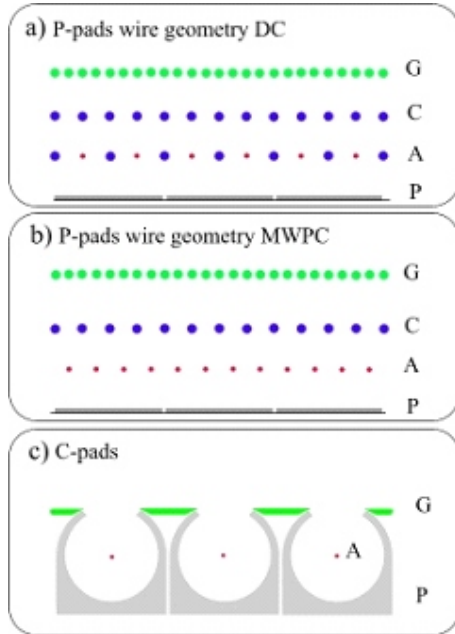 a) P-pads wire geometry DC
G
C
A
P
b) P-pads wire geometry MWPC
G
C
A
P
c) C-pads
G
A
P